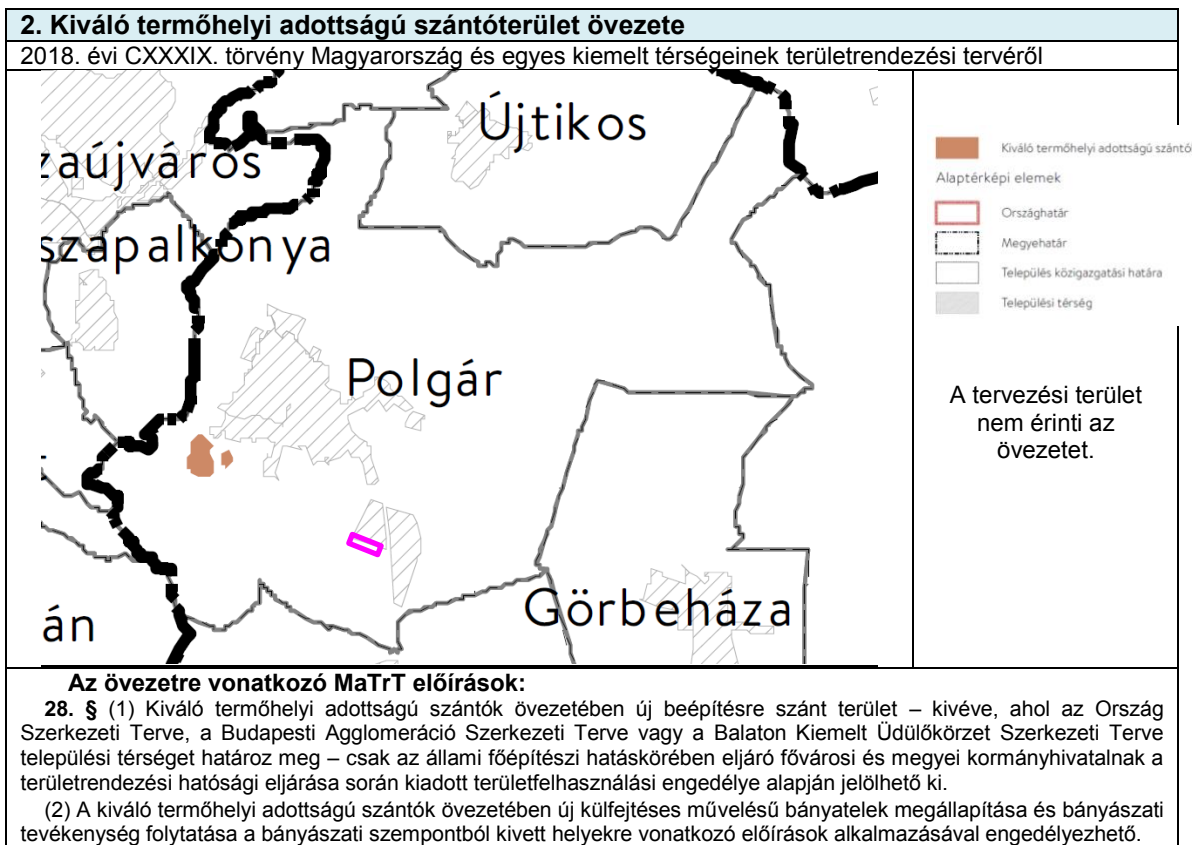 2. Kiváló termőhelyi adottságú szántóterület övezete
2018. évi CXXXIX. törvény Magyarország és egyes kiemelt térségeinek területrendezési tervéről
Újtikos
zaújváros
szapalkonya
Polgár
Görbeháza
án
Kiváló termőhelyi adottságú szántó
Alaptérképi elemek
Országhatár
Megyehatár
Település közigazgatási határa
Települési térség
A tervezési terület
nem érinti az
övezetet.
Az övezetre vonatkozó MaTrT előírások:
28. § (1) Kiváló termőhelyi adottságú szántók övezetében új beépítésre szánt terület – kivéve, ahol az Ország
Szerkezeti Terve, a Budapesti Agglomeráció Szerkezeti Terve vagy a Balaton Kiemelt Üdülőkörzet Szerkezeti Terve
települési térséget határoz meg – csak az állami főépítészi hatáskörében eljáró fővárosi és megyei kormányhivatalnak a
területrendezési hatósági eljárása során kiadott területfelhasználási engedélye alapján jelölhető ki.
(2) A kiváló termőhelyi adottságú szántók övezetében új külfejtéses művelésű bányatelek megállapítása és bányászati
tevékenység folytatása a bányászati szempontból kivett helyekre vonatkozó előírások alkalmazásával engedélyezhető.